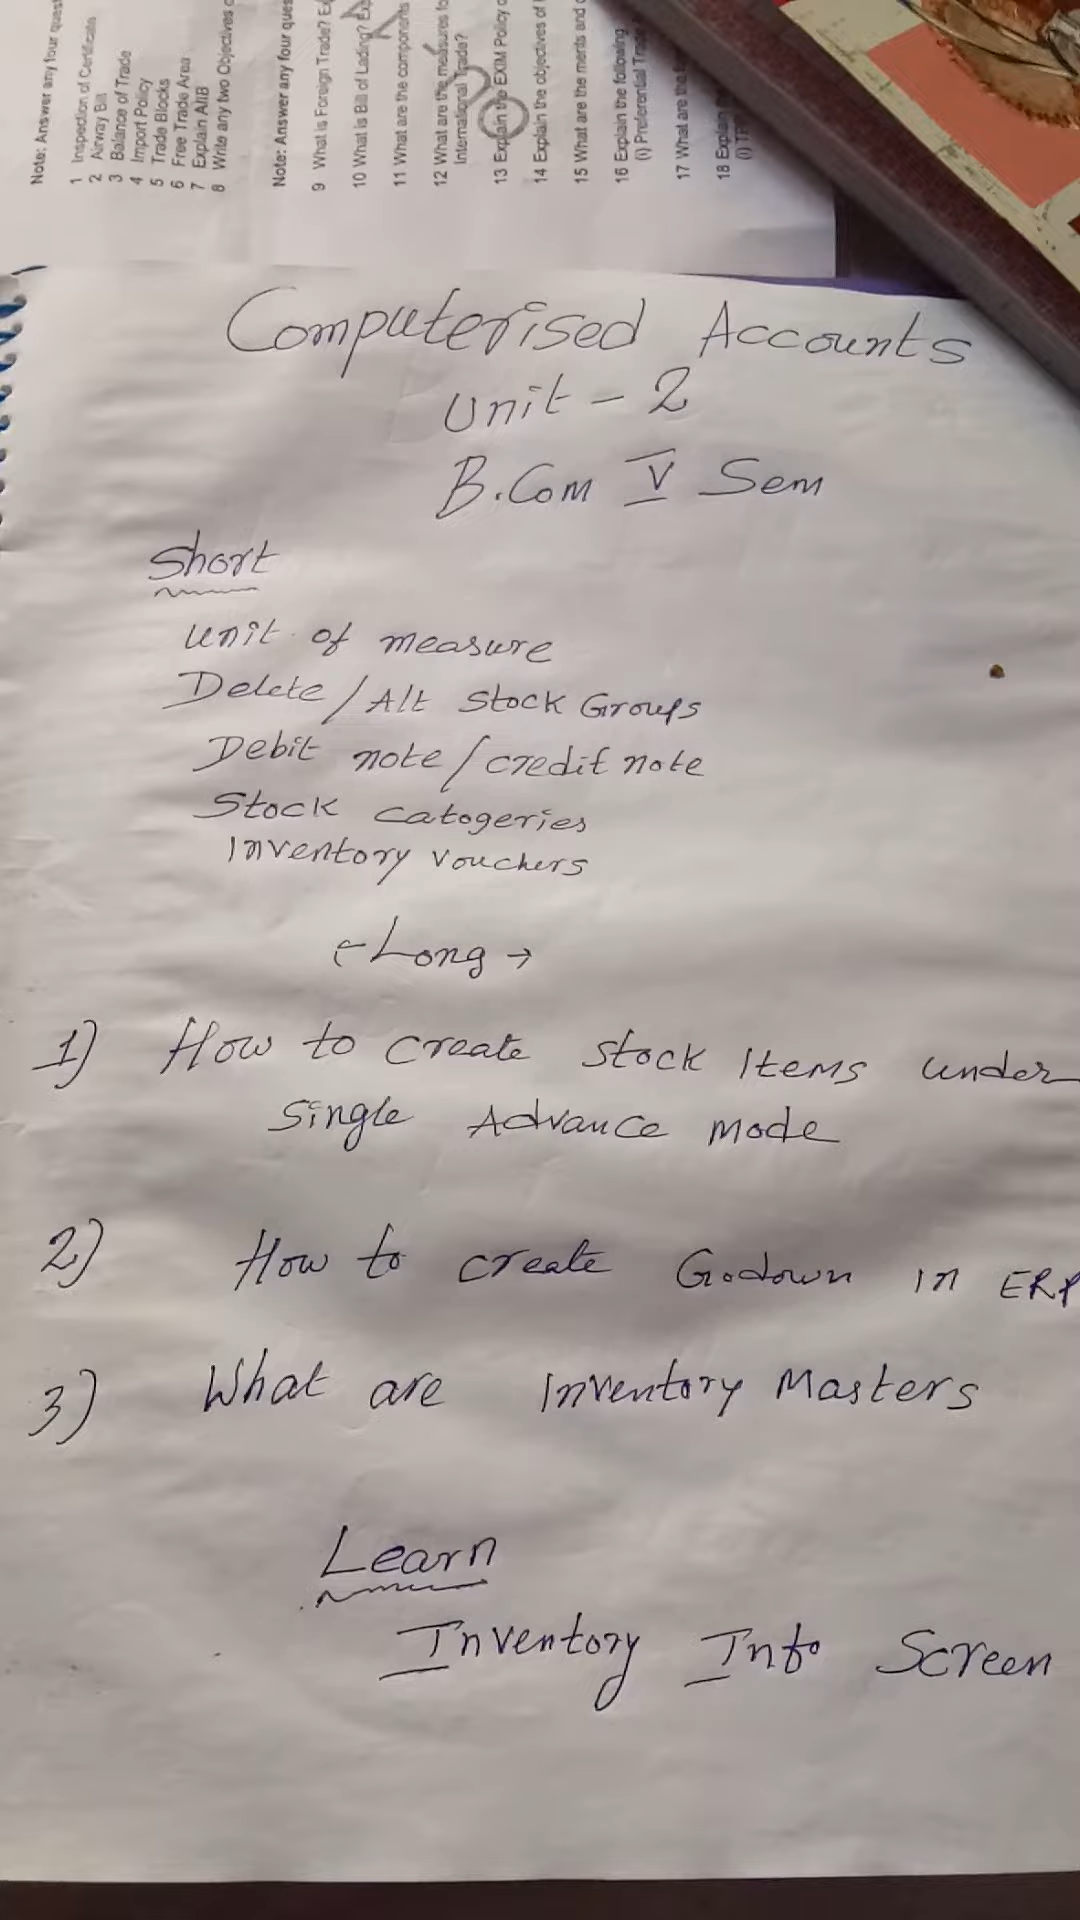 Note: Answer any four
1 Inspection of Certificate
2 Airway Bill
3 Balance of Trade
4 Import Policy
5 Trade Blocks
6 Free Trade Area
7 Explain AIIB
8 Write any two Objectives
Note: Answer any four
9 What is Foreign Trade?
10 What is Bill of Lading?
11 What are the components
12 What are the measures
International Trade?
13 Explain the EXIM Policy
14 Explain the objectives of
15 What are the merits and
16 Explain the following
(i) Preferential Trade
17 What are the
18 Explain
(i)
Computerised Accounts
Unit - 2
B.Com V Sem
Short
Unit of measure
Delete / Alt Stock Groups
Debit note / credit note
Stock catogeries
Inventory vouchers
← Long →
1) How to create stock Items under
Single Advance mode
2) How to create Godown in ERP
3) What are Inventory Masters
Learn
Inventory Info Screen